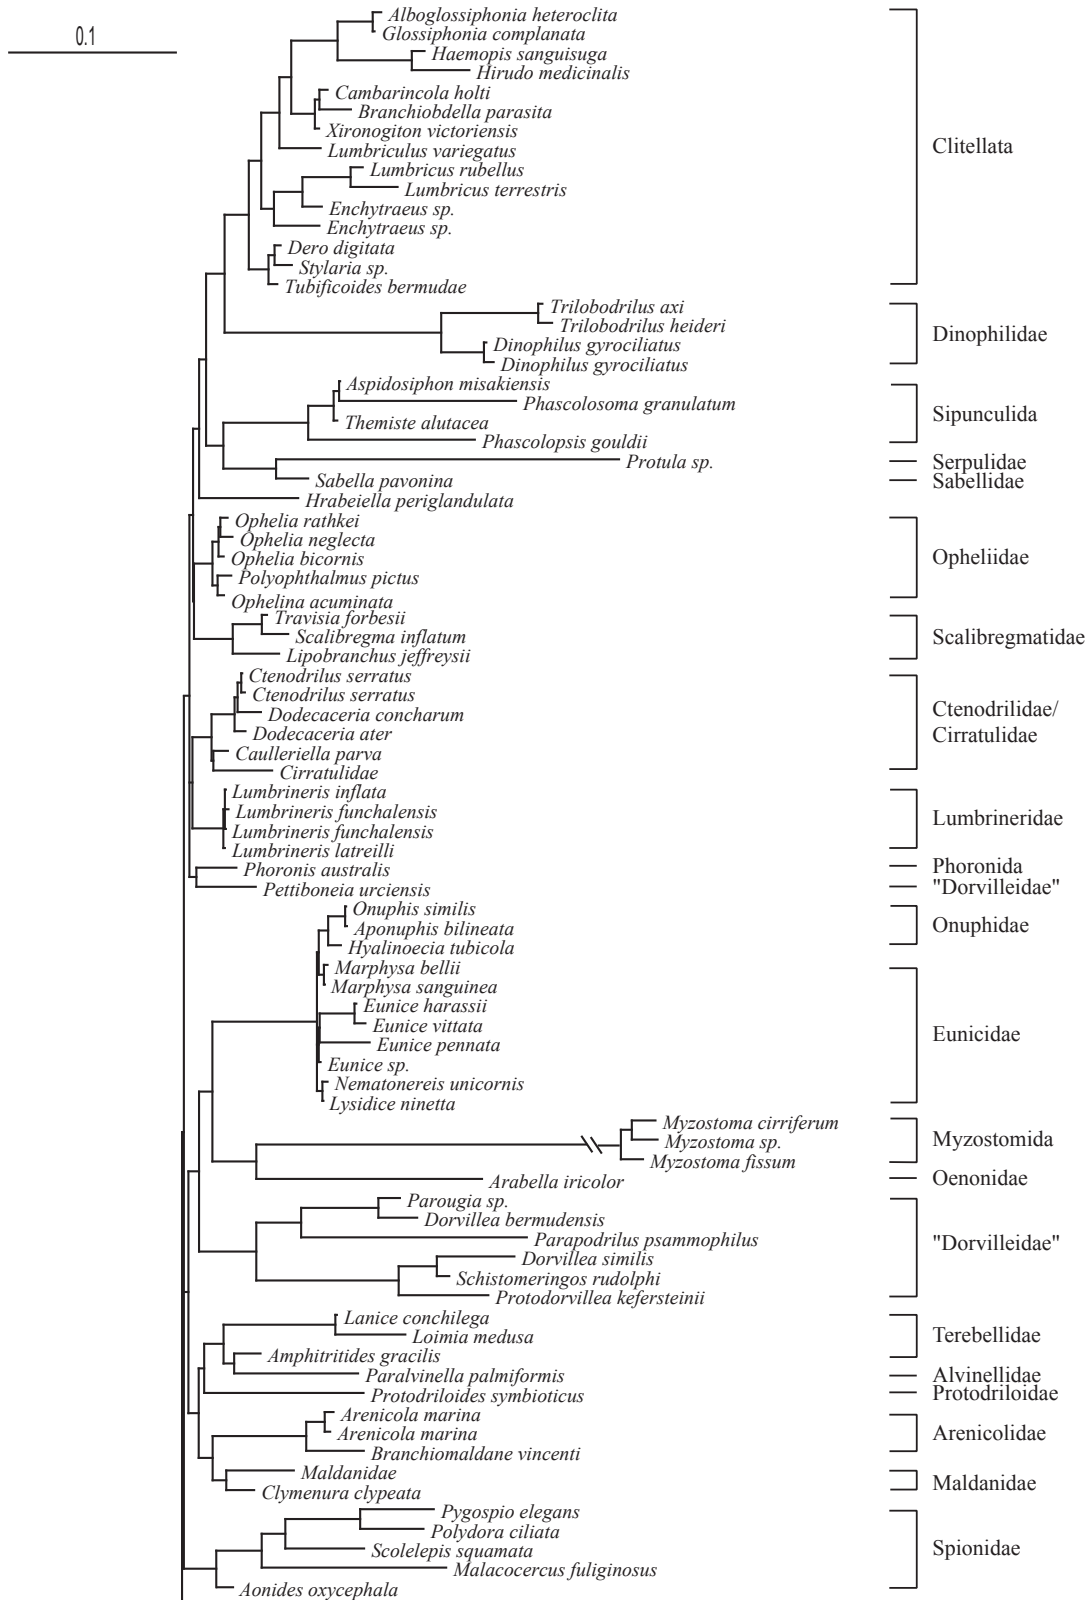 0.1
Alboglossiphonia heteroclita
Glossiphonia complanata
Haemopis sanguisuga
Hirudo medicinalis
Cambarincola holti
Branchiobdella parasita
Xironogiton victoriensis
Lumbriculus variegatus
Lumbricus rubellus
Lumbricus terrestris
Enchytraeus sp.
Enchytraeus sp.
Dero digitata
Stylaria sp.
Tubificoides bermudae
Clitellata
Trilobodrilus axi
Trilobodrilus heideri
Dinophilus gyrociliatus
Dinophilus gyrociliatus
Dinophilidae
Aspidosiphon misakiensis
Phascolosoma granulatum
Themiste alutacea
Phascolopsis gouldii
Sipunculida
Protula sp.
Serpulidae
Sabella pavonina
Sabellidae
Hrabeiella periglandulata
Ophelia rathkei
Ophelia neglecta
Ophelia bicornis
Polyophthalmus pictus
Ophelina acuminata
Opheliidae
Travisia forbesii
Scalibregma inflatum
Lipobranchus jeffreysii
Scalibregmatidae
Ctenodrilus serratus
Ctenodrilus serratus
Dodecaceria concharum
Dodecaceria ater
Caulleriella parva
Cirratulidae
Ctenodrilidae/
Cirratulidae
Lumbrineris inflata
Lumbrineris funchalensis
Lumbrineris funchalensis
Lumbrineris latreilli
Lumbrineridae
Phoronis australis
Phoronida
Pettiboneia urciensis
"Dorvilleidae"
Onuphis similis
Aponuphis bilineata
Hyalinoecia tubicola
Onuphidae
Marphysa bellii
Marphysa sanguinea
Eunice harassii
Eunice vittata
Eunice pennata
Eunice sp.
Nematonereis unicornis
Lysidice ninetta
Eunicidae
Myzostoma cirriferum
Myzostoma sp.
Myzostoma fissum
Myzostomida
Arabella iricolor
Oenonidae
Parougia sp.
Dorvillea bermudensis
Parapodrilus psammophilus
Dorvillea similis
Schistomeringos rudolphi
Protodorvillea kefersteinii
"Dorvilleidae"
Lanice conchilega
Loimia medusa
Amphitritides gracilis
Terebellidae
Paralvinella palmiformis
Alvinellidae
Protodriloides symbioticus
Protodriloidae
Arenicola marina
Arenicola marina
Branchiomaldane vincenti
Arenicolidae
Maldanidae
Clymenura clypeata
Maldanidae
Pygospio elegans
Polydora ciliata
Scolelepis squamata
Malacocercus fuliginosus
Aonides oxycephala
Spionidae